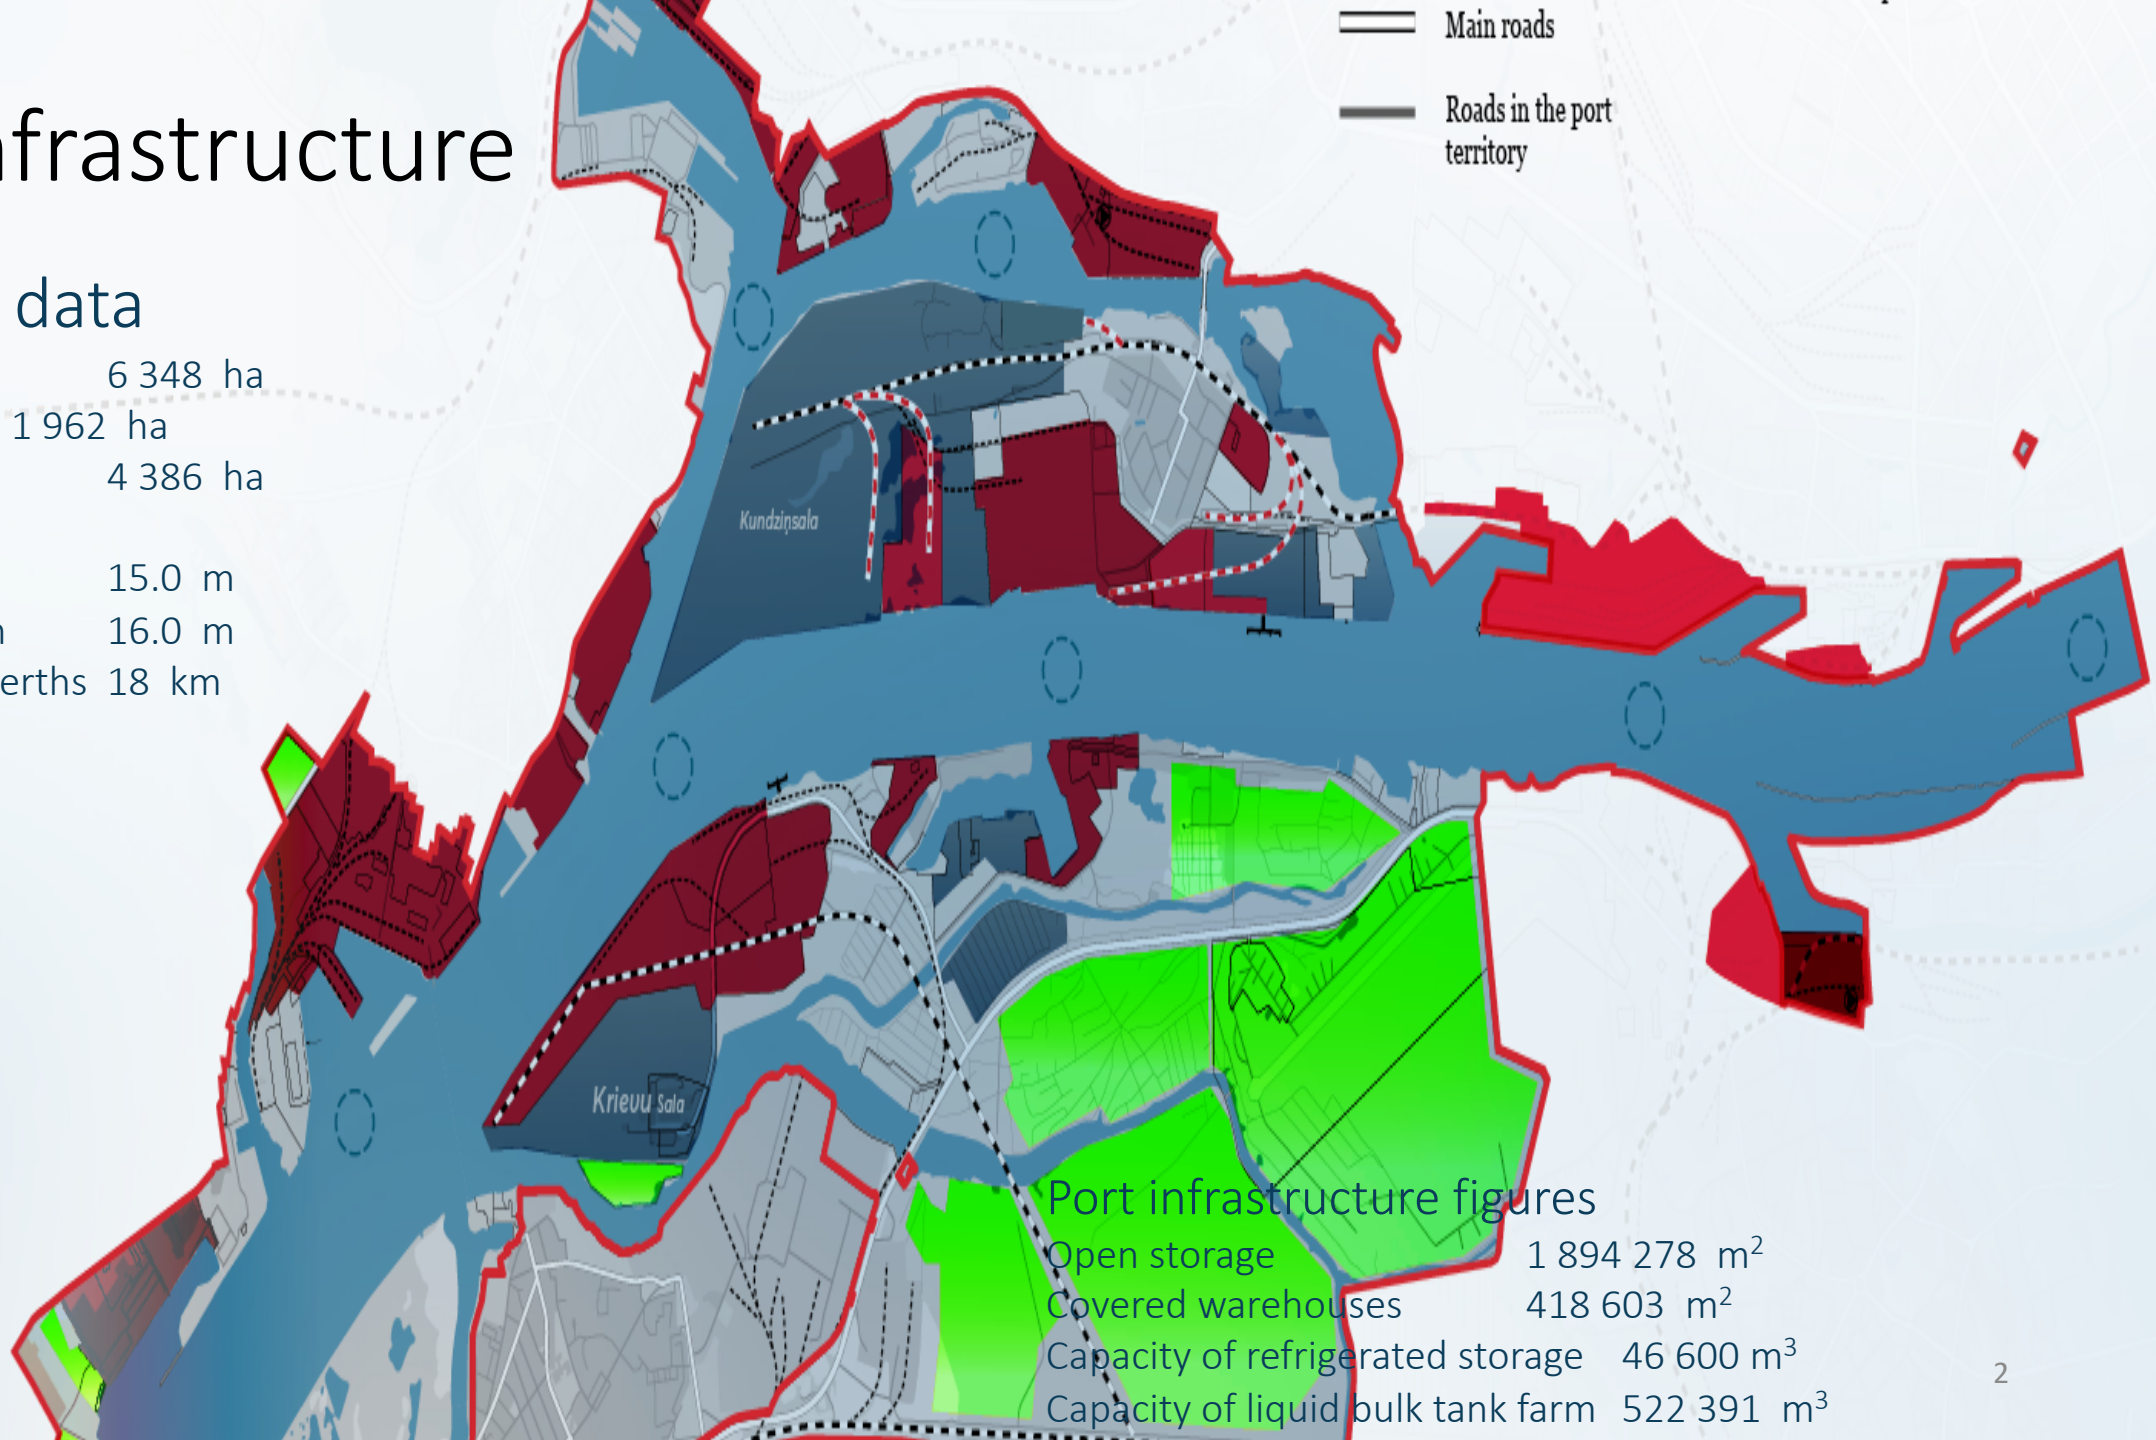 Main roads
Roads in the port
territory
nfrastructure
data
6 348 ha
1 962 ha
4 386 ha
15.0 m
16.0 m
erths 18 km
Kundziņsala
Krievu Sala
Port infrastructure figures
Open storage 1 894 278 m²
Covered warehouses 418 603 m²
Capacity of refrigerated storage 46 600 m³
Capacity of liquid bulk tank farm 522 391 m³
2